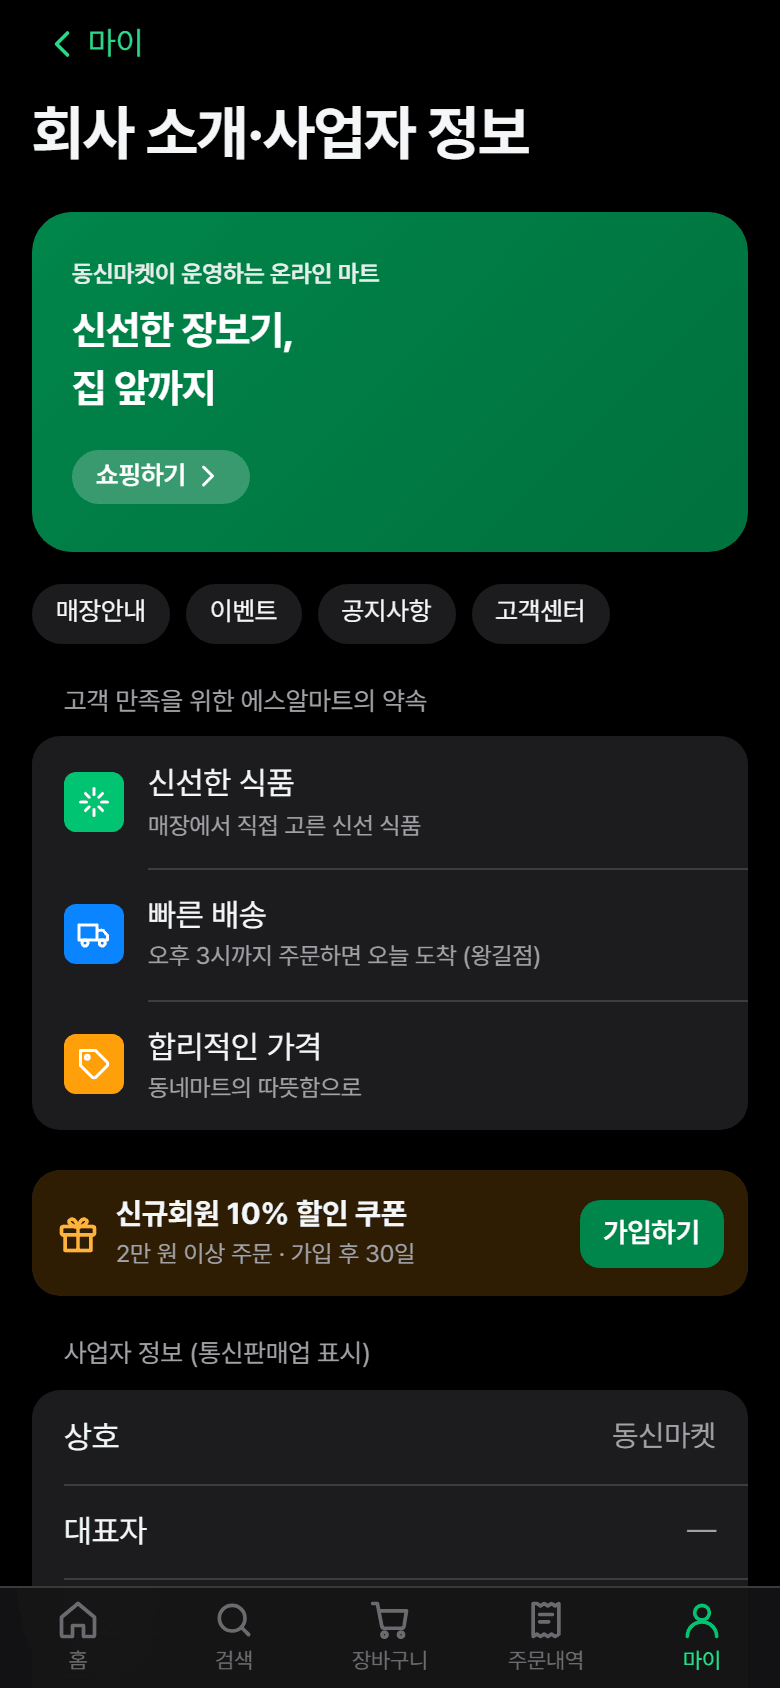 마이
회사 소개·사업자 정보
동신마켓이 운영하는 온라인 마트
신선한 장보기,
집 앞까지
쇼핑하기
매장안내 이벤트 공지사항 고객센터
고객 만족을 위한 에스알마트의 약속
신선한 식품
매장에서 직접 고른 신선 식품
빠른 배송
오후 3시까지 주문하면 오늘 도착 (왕길점)
합리적인 가격
동네마트의 따뜻함으로
신규회원 10% 할인 쿠폰
2만 원 이상 주문 · 가입 후 30일
가입하기
사업자 정보 (통신판매업 표시)
상호 동신마켓
대표자 —
홈 검색 장바구니 주문내역 마이